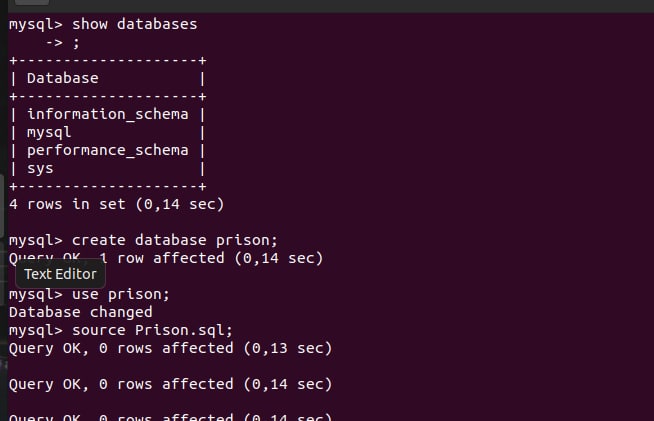 mysql> show databases
    -> ;
+--------------------+
| Database           |
+--------------------+
| information_schema |
| mysql              |
| performance_schema |
| sys                |
+--------------------+
4 rows in set (0,14 sec)
mysql> create database prison;
Query OK, 1 row affected (0,14 sec)
Text Editor
mysql> use prison;
Database changed
mysql> source Prison.sql;
Query OK, 0 rows affected (0,13 sec)
Query OK, 0 rows affected (0,14 sec)
Query OK, 0 rows affected (0,14 sec)